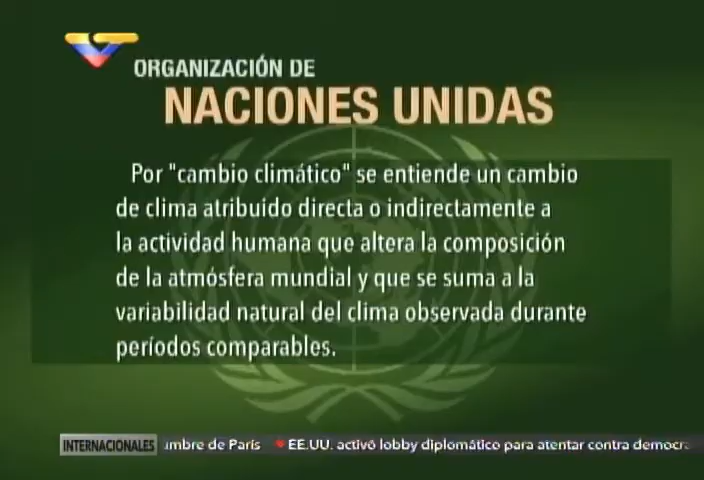 ORGANIZACIÓN DE
NACIONES UNIDAS
Por "cambio climático" se entiende un cambio
de clima atribuido directa o indirectamente a
la actividad humana que altera la composición
de la atmósfera mundial y que se suma a la
variabilidad natural del clima observada durante
períodos comparables.
INTERNACIONALES umbre de París EE.UU. activó lobby diplomático para atentar contra democra